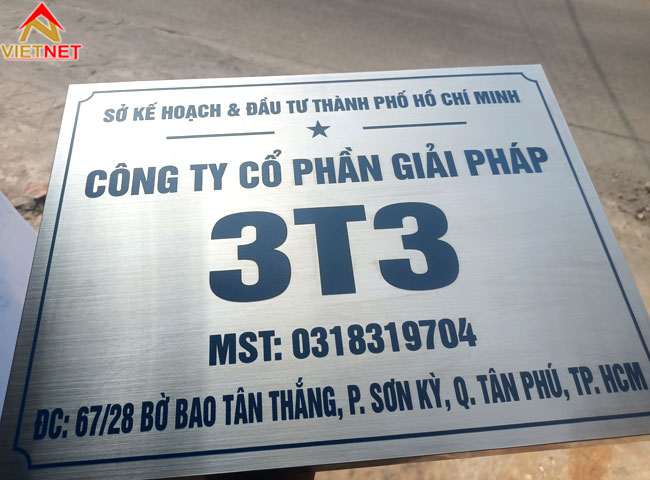 VIETNET
SỞ KẾ HOẠCH & ĐẦU TƯ THÀNH PHỐ HỒ CHÍ MINH
CÔNG TY CỔ PHẦN GIẢI PHÁP
3T3
MST: 0318319704
ĐC: 67/28 BỜ BAO TÂN THẮNG, P. SƠN KỲ, Q. TÂN PHÚ, TP. HCM